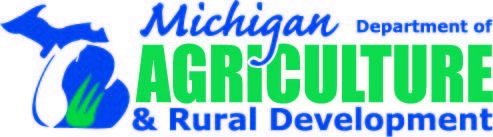 Michigan Department of
AGRICULTURE
& Rural Development